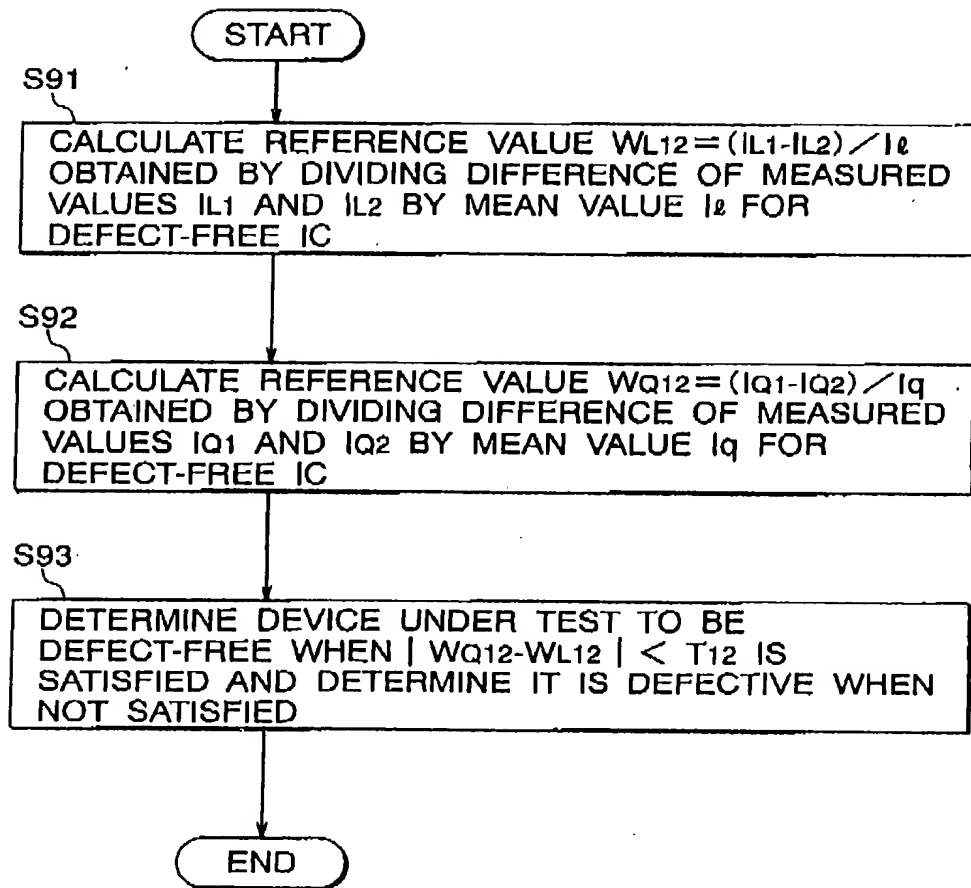 START
S91
CALCULATE REFERENCE VALUE WL12=(IL1-IL2)/Iℓ
OBTAINED BY DIVIDING DIFFERENCE OF MEASURED
VALUES IL1 AND IL2 BY MEAN VALUE Iℓ FOR
DEFECT-FREE IC
S92
CALCULATE REFERENCE VALUE WQ12=(IQ1-IQ2)/Iq
OBTAINED BY DIVIDING DIFFERENCE OF MEASURED
VALUES IQ1 AND IQ2 BY MEAN VALUE Iq FOR
DEFECT-FREE IC
S93
DETERMINE DEVICE UNDER TEST TO BE
DEFECT-FREE WHEN | WQ12-WL12 | < T12 IS
SATISFIED AND DETERMINE IT IS DEFECTIVE WHEN
NOT SATISFIED
END